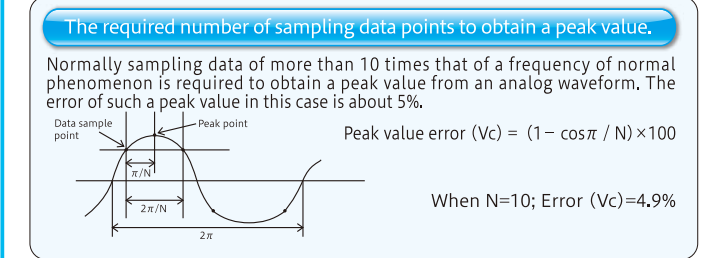 The required number of sampling data points to obtain a peak value.
Normally sampling data of more than 10 times that of a frequency of normal
phenomenon is required to obtain a peak value from an analog waveform. The
error of such a peak value in this case is about 5%.
Data sample
point
Peak point
Peak value error (Vc) = (1− cosπ / N)×100
π/N
2π/N
When N=10; Error (Vc)=4.9%
2π